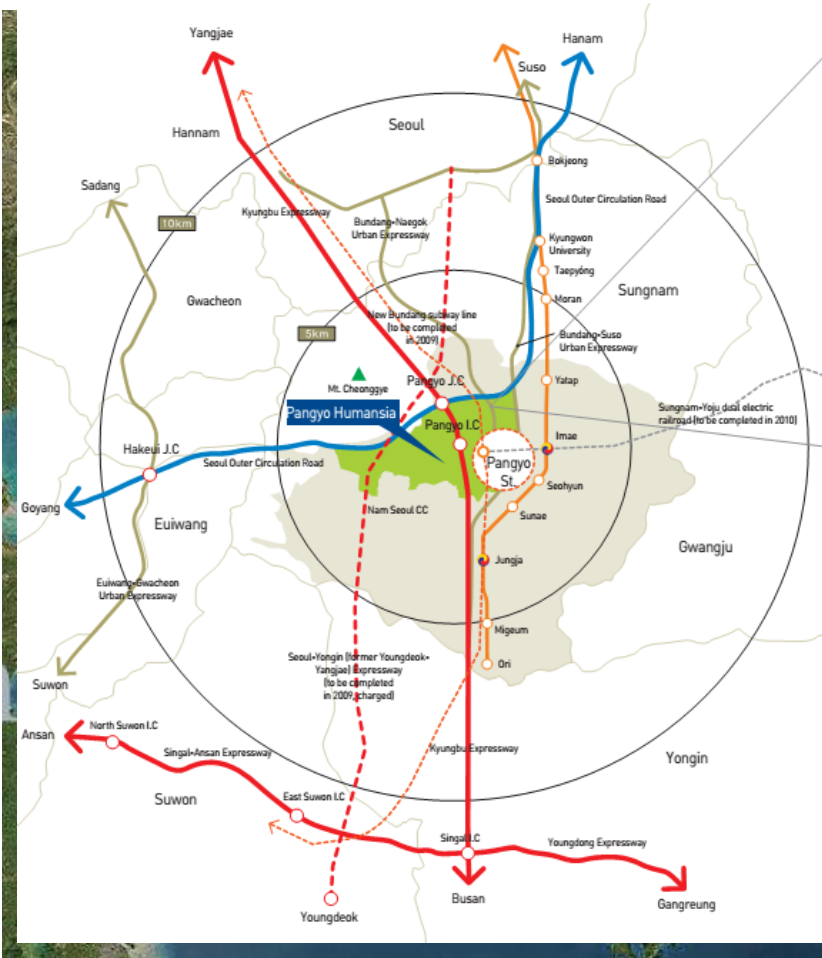 Yangjae
Hanam
Suso
Hannam
Seoul
Bokjeong
Sadang
Seoul Outer Circulation Road
10km
Kyungbu Expressway
Bundang•Naegok
Urban Expressway
Kyungwon
University
Taepyóng
Gwacheon
Moran
Sungnam
New Bundang subway line
(to be completed
in 2009)
5km
Bundang•Suso
Urban Expressway
Mt. Cheonggye
Pangyo J.C
Yatap
Pangyo Humansia
Pangyo I.C
Sungnam•Yoju dual electric
railroad (to be completed in 2010)
Imae
Hakeui J.C
Seoul Outer Circulation Road
Pangyo
St.
Seohyun
Goyang
Nam Seoul CC
Sunae
Euiwang
Gwangju
Jungja
Euiwang•Gwacheon
Urban Expressway
Migeum
Seoul•Yongin (former Youngdeok•
Yangjae) Expressway
(to be completed
in 2009, charged)
Ori
Suwon
North Suwon I.C
Ansan
Singal•Ansan Expressway
Kyungbu Expressway
Yongin
Suwon
East Suwon I.C
Singal I.C
Youngdong Expressway
Busan
Gangreung
Youngdeok